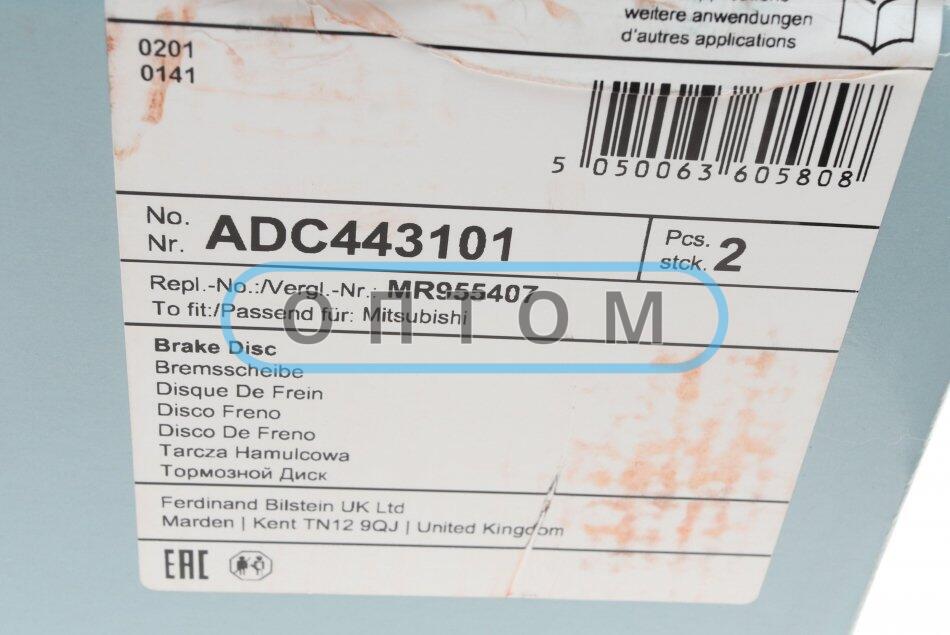 weitere anwendungen
d'autres applications
0201
0141
5 050063 605808
No. Nr. ADC443101
Pcs. stck. 2
Repl.-No.:/Vergl.-Nr.: MR955407
To fit:/Passend für: Mitsubishi
ОПТОМ
Brake Disc
Bremsscheibe
Disque De Frein
Disco Freno
Disco De Freno
Tarcza Hamulcowa
Тормозной Диск
Ferdinand Bilstein UK Ltd
Marden | Kent TN12 9QJ | United Kingdom
EAC